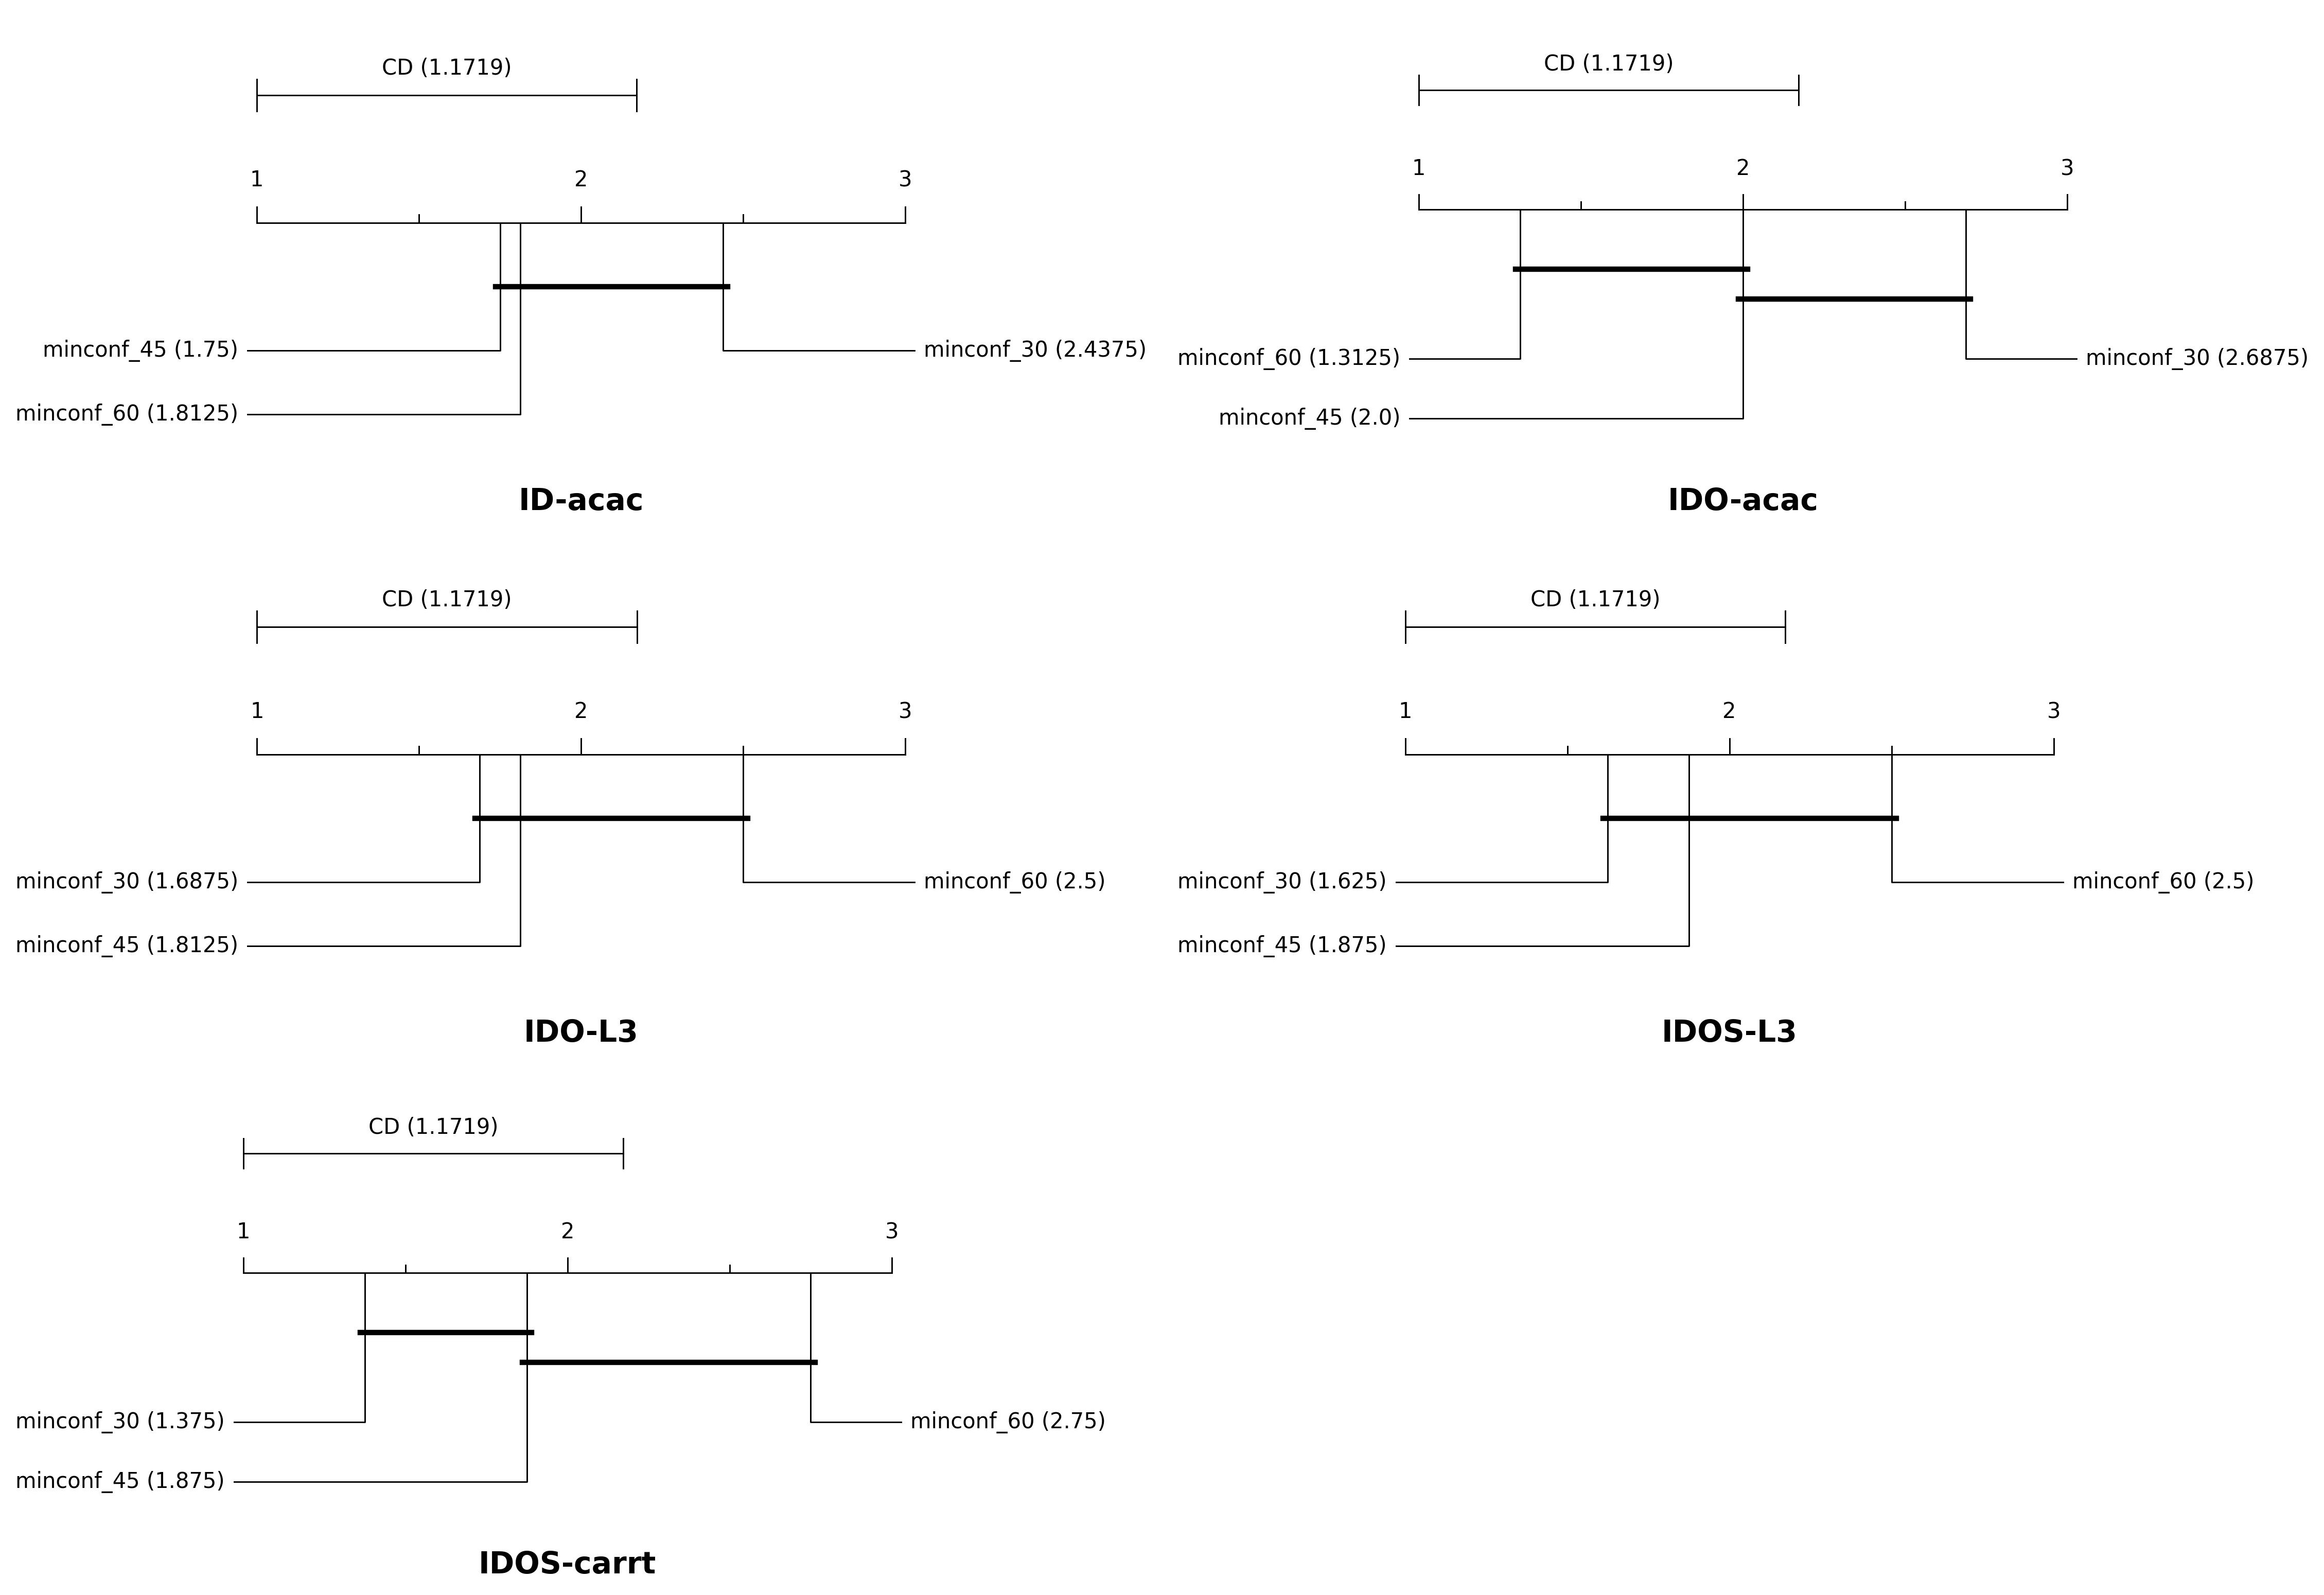 CD (1.1719)
1 2 3
minconf_45 (1.75)
minconf_30 (2.4375)
minconf_60 (1.8125)
ID-acac
CD (1.1719)
1 2 3
minconf_60 (1.3125)
minconf_30 (2.6875)
minconf_45 (2.0)
IDO-acac
CD (1.1719)
1 2 3
minconf_30 (1.6875)
minconf_60 (2.5)
minconf_45 (1.8125)
IDO-L3
CD (1.1719)
1 2 3
minconf_30 (1.625)
minconf_60 (2.5)
minconf_45 (1.875)
IDOS-L3
CD (1.1719)
1 2 3
minconf_30 (1.375)
minconf_60 (2.75)
minconf_45 (1.875)
IDOS-carrt